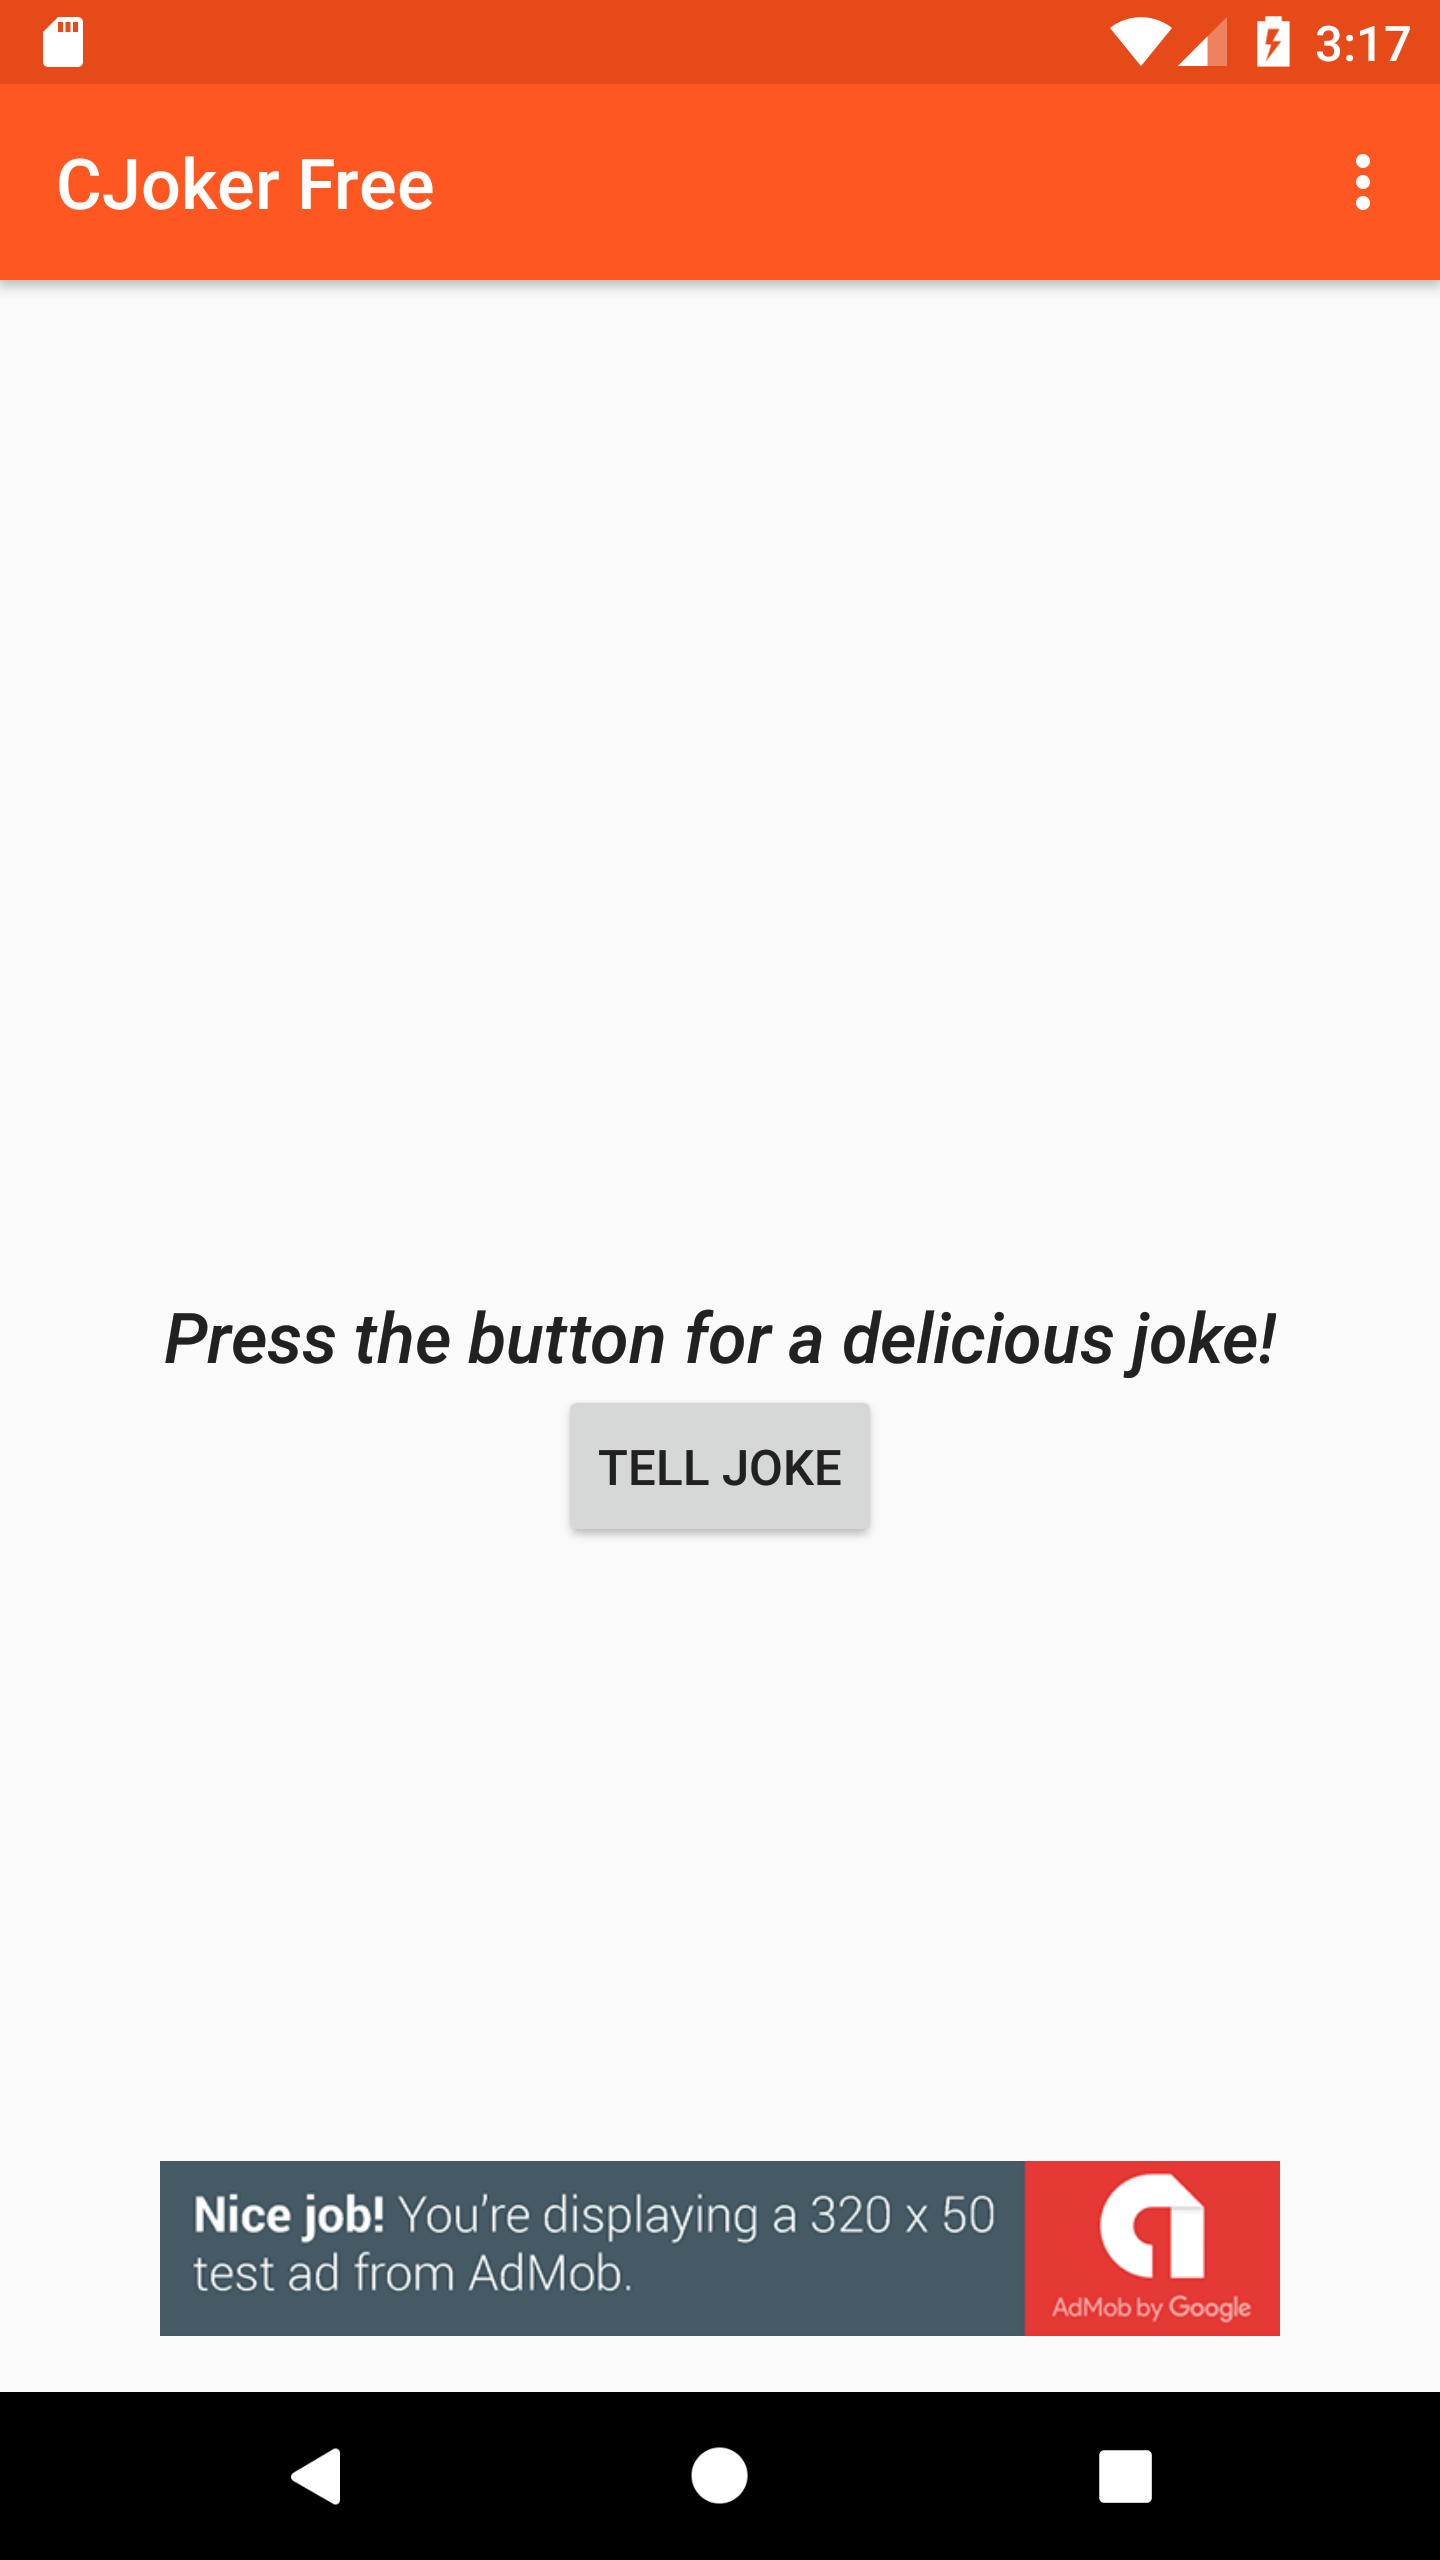 3:17
CJoker Free
Press the button for a delicious joke!
TELL JOKE
Nice job! You're displaying a 320 x 50
test ad from AdMob.
AdMob by Google